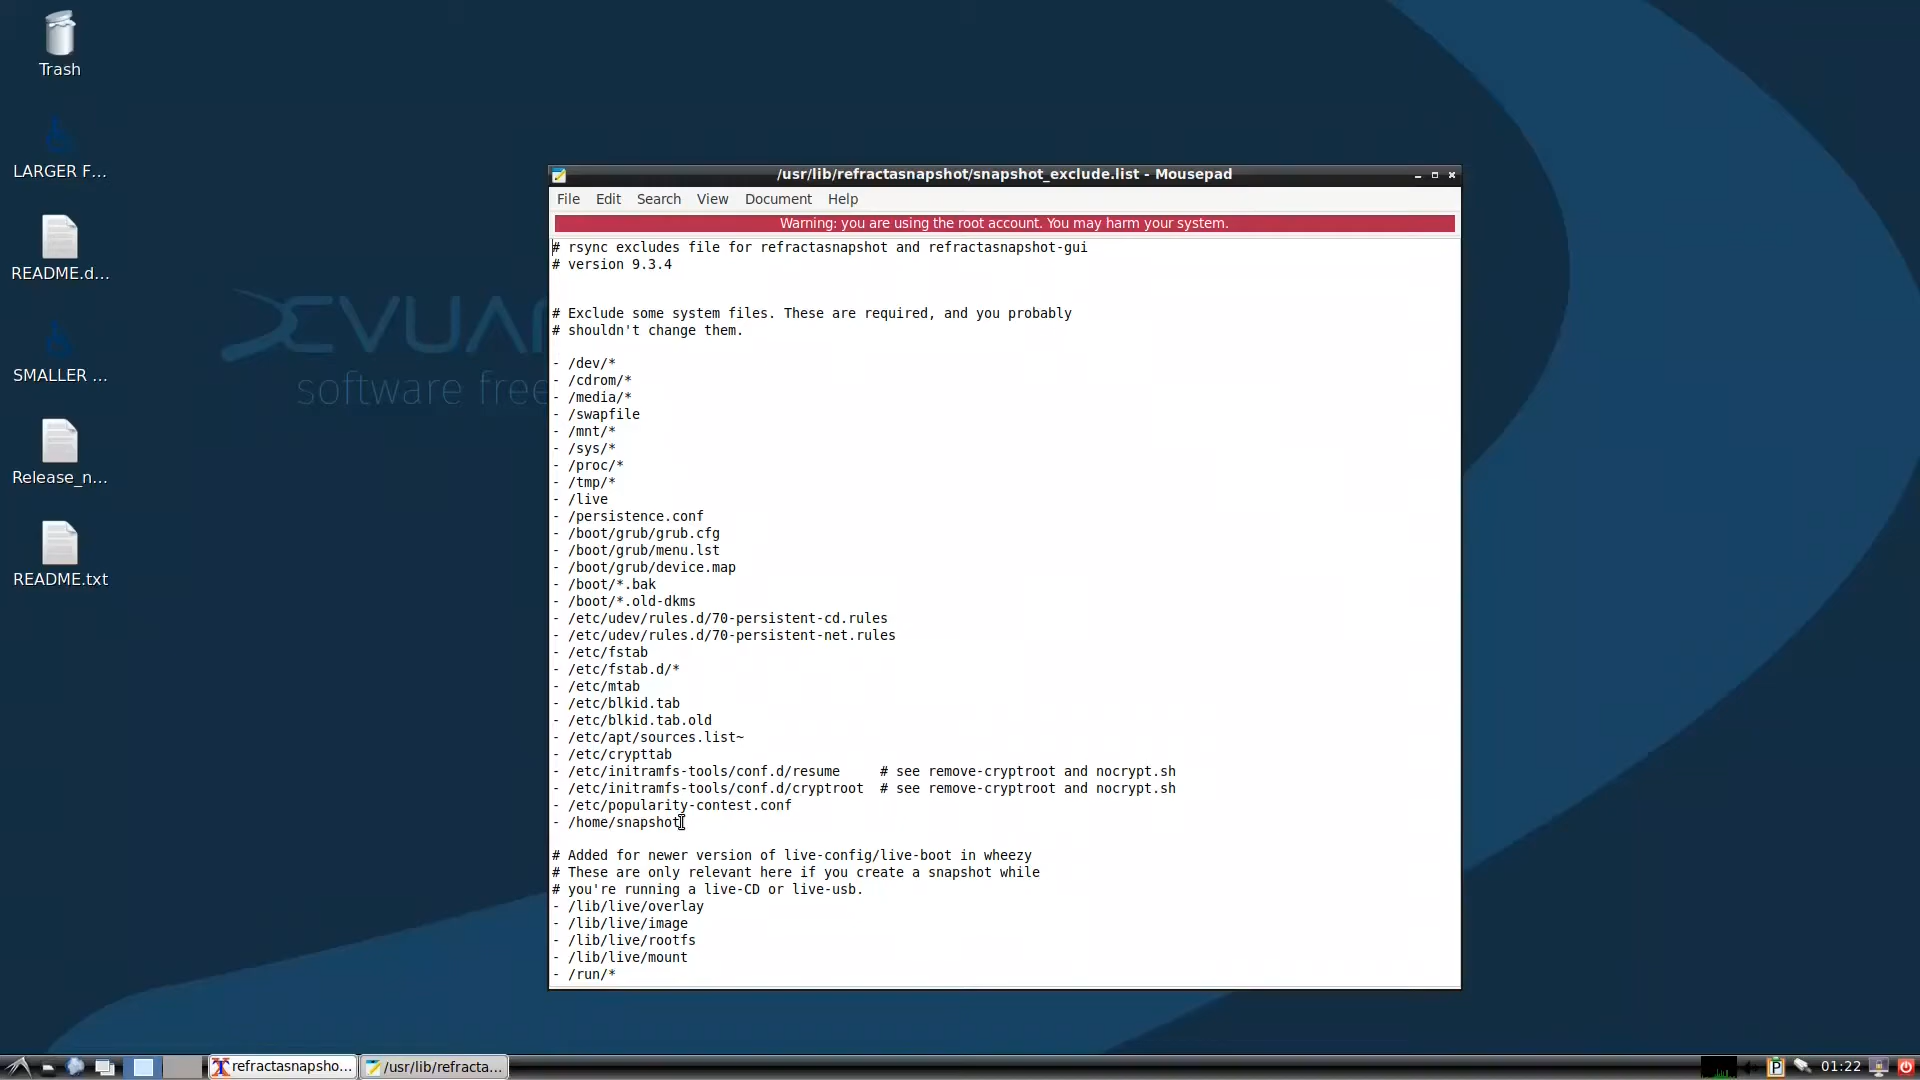 Trash
LARGER F...
README.d...
SMALLER ...
Release_n...
README.txt
EVUAN
software free
/usr/lib/refractasnapshot/snapshot_exclude.list - Mousepad
File Edit Search View Document Help
Warning: you are using the root account. You may harm your system.
# rsync excludes file for refractasnapshot and refractasnapshot-gui
# version 9.3.4
# Exclude some system files. These are required, and you probably
# shouldn't change them.
- /dev/*
- /cdrom/*
- /media/*
- /swapfile
- /mnt/*
- /sys/*
- /proc/*
- /tmp/*
- /live
- /persistence.conf
- /boot/grub/grub.cfg
- /boot/grub/menu.lst
- /boot/grub/device.map
- /boot/*.bak
- /boot/*.old-dkms
- /etc/udev/rules.d/70-persistent-cd.rules
- /etc/udev/rules.d/70-persistent-net.rules
- /etc/fstab
- /etc/fstab.d/*
- /etc/mtab
- /etc/blkid.tab
- /etc/blkid.tab.old
- /etc/apt/sources.list~
- /etc/crypttab
- /etc/initramfs-tools/conf.d/resume     # see remove-cryptroot and nocrypt.sh
- /etc/initramfs-tools/conf.d/cryptroot  # see remove-cryptroot and nocrypt.sh
- /etc/popularity-contest.conf
- /home/snapshot
# Added for newer version of live-config/live-boot in wheezy
# These are only relevant here if you create a snapshot while
# you're running a live-CD or live-usb.
- /lib/live/overlay
- /lib/live/image
- /lib/live/rootfs
- /lib/live/mount
- /run/*
refractasnapsho...
/usr/lib/refracta...
P
01:22